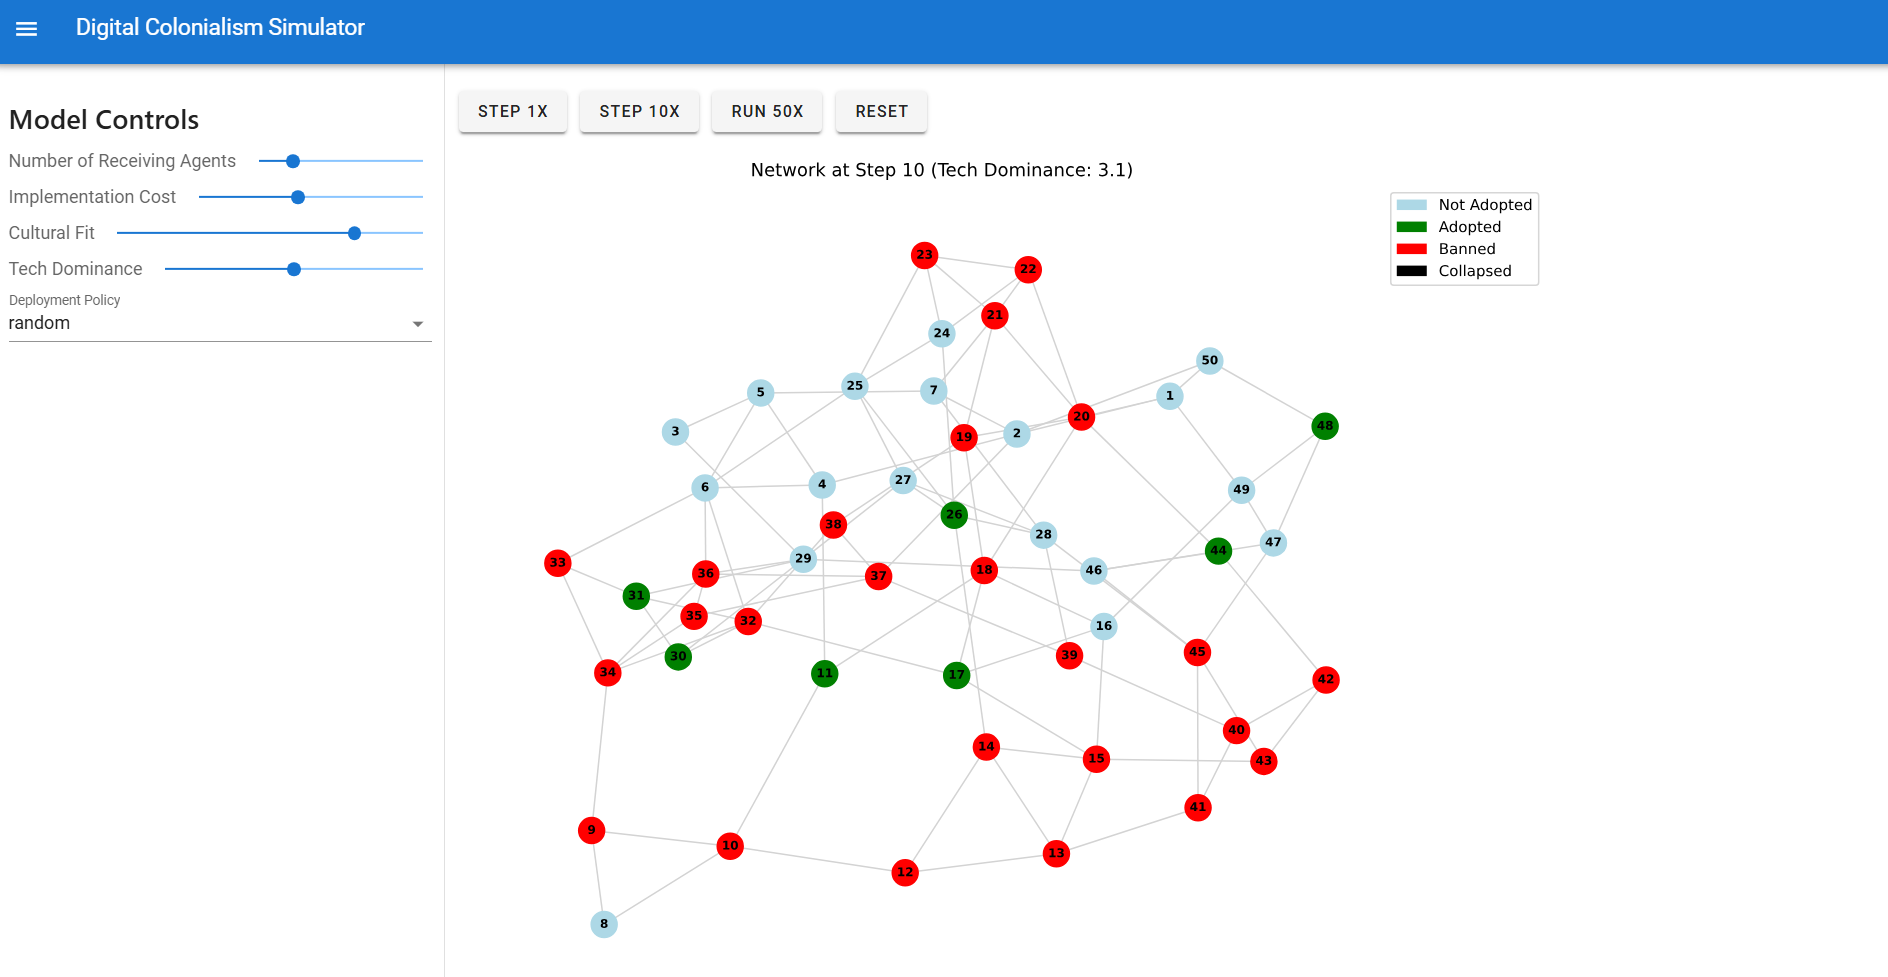 Digital Colonialism Simulator
Model Controls
Number of Receiving Agents
Implementation Cost
Cultural Fit
Tech Dominance
Deployment Policy
random
STEP 1X
STEP 10X
RUN 50X
RESET
Network at Step 10 (Tech Dominance: 3.1)
Not Adopted
Adopted
Banned
Collapsed
23
22
21
24
50
25
7
5
1
20
48
3
2
19
27
4
6
49
26
38
28
47
44
29
33
18
46
36
37
31
35
32
16
45
39
30
34
11
17
42
40
14
15
43
41
9
10
13
12
8